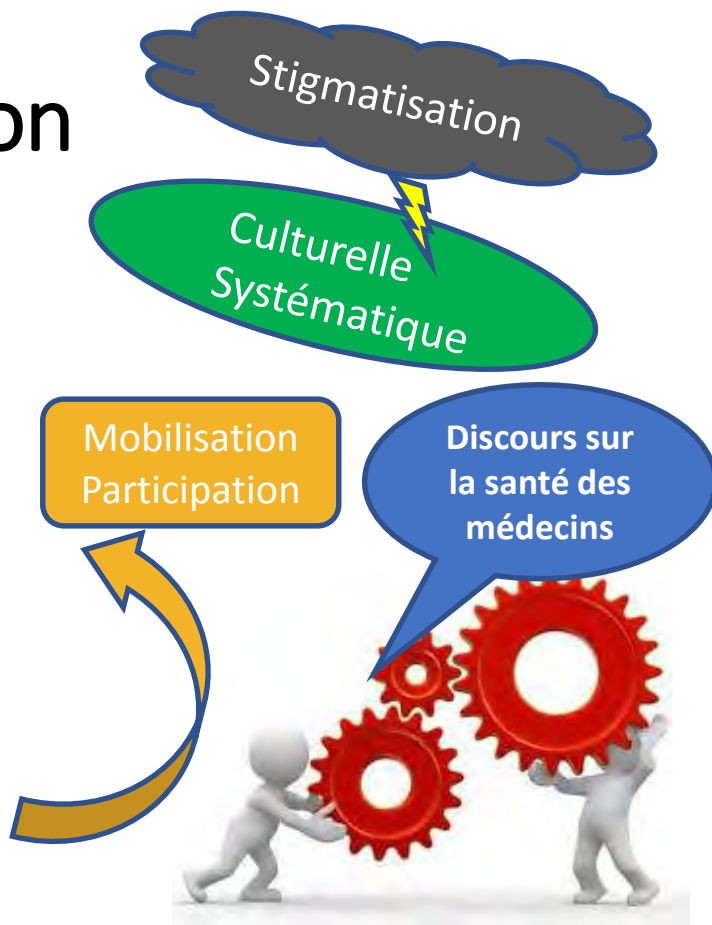 on
Stigmatisation
Culturelle
Systématique
Mobilisation
Participation
Discours sur
la santé des
médecins